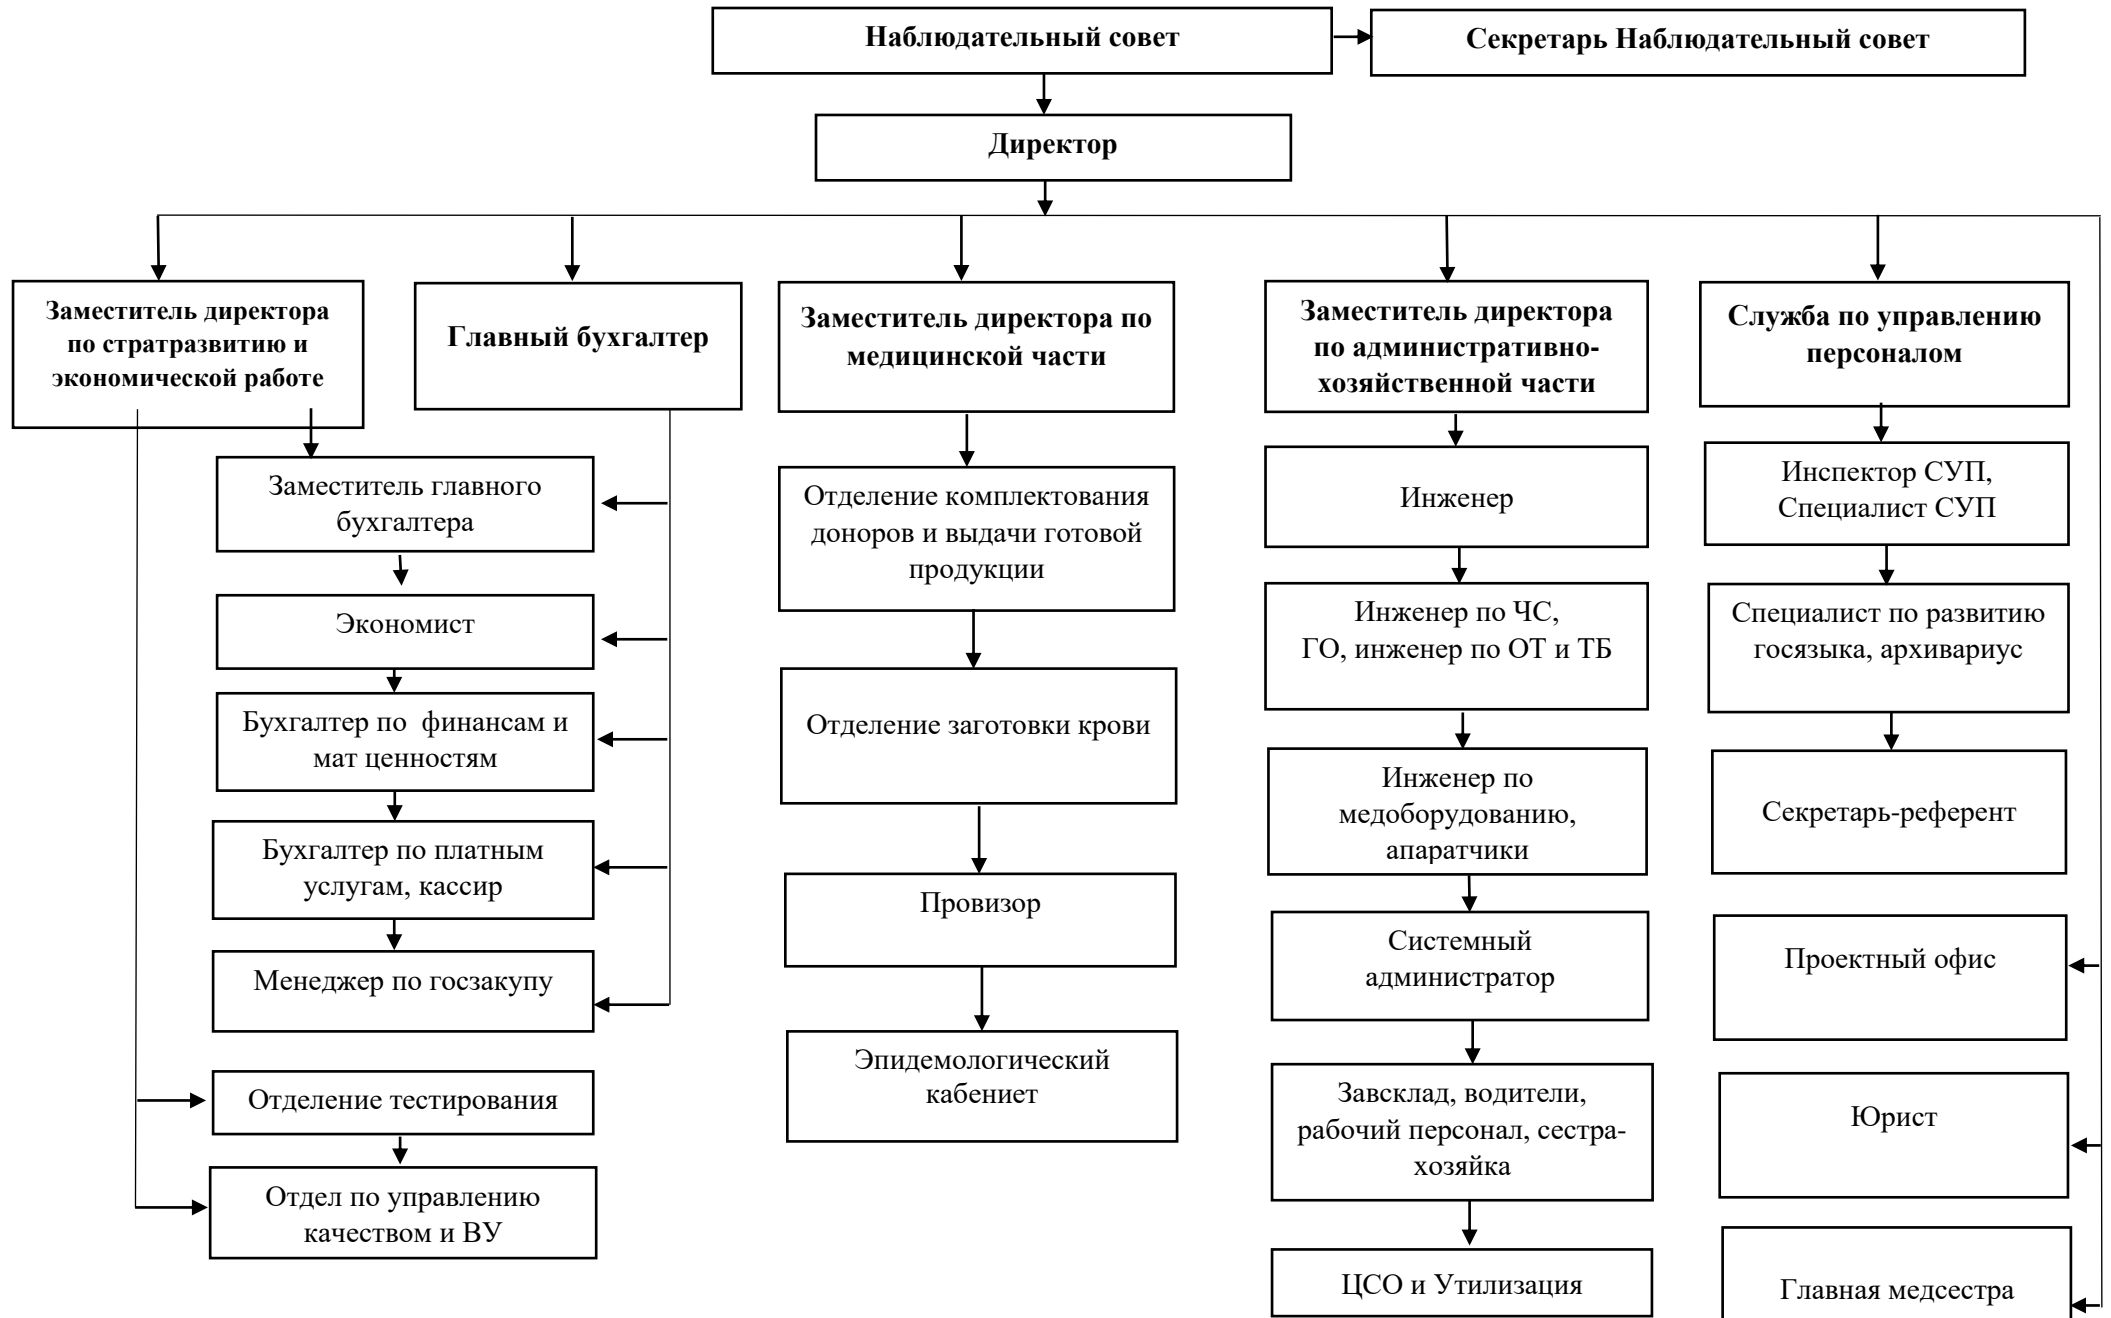 Наблюдательный совет
Секретарь Наблюдательный совет
Директор
Заместитель директора
по стратразвитию и
экономической работе
Главный бухгалтер
Заместитель директора по
медицинской части
Заместитель директора
по административно-
хозяйственной части
Служба по управлению
персоналом
Заместитель главного
бухгалтера
Экономист
Бухгалтер по финансам и
мат ценностям
Бухгалтер по платным
услугам, кассир
Менеджер по госзакупу
Отделение тестирования
Отдел по управлению
качеством и ВУ
Отделение комплектования
доноров и выдачи готовой
продукции
Отделение заготовки крови
Провизор
Эпидемологический
кабениет
Инженер
Инженер по ЧС,
ГО, инженер по ОТ и ТБ
Инженер по
медоборудованию,
апаратчики
Системный
администратор
Завсклад, водители,
рабочий персонал, сестра-
хозяйка
ЦСО и Утилизация
Инспектор СУП,
Специалист СУП
Специалист по развитию
госязыка, архивариус
Секретарь-референт
Проектный офис
Юрист
Главная медсестра